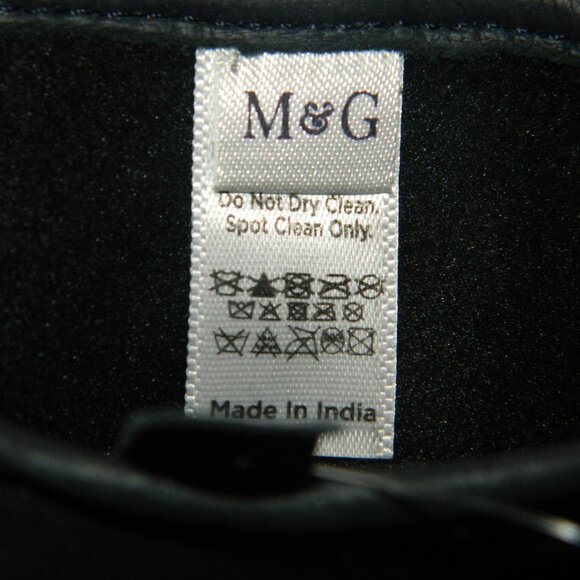 M&G
Do Not Dry Clean.
Spot Clean Only.
Made In India